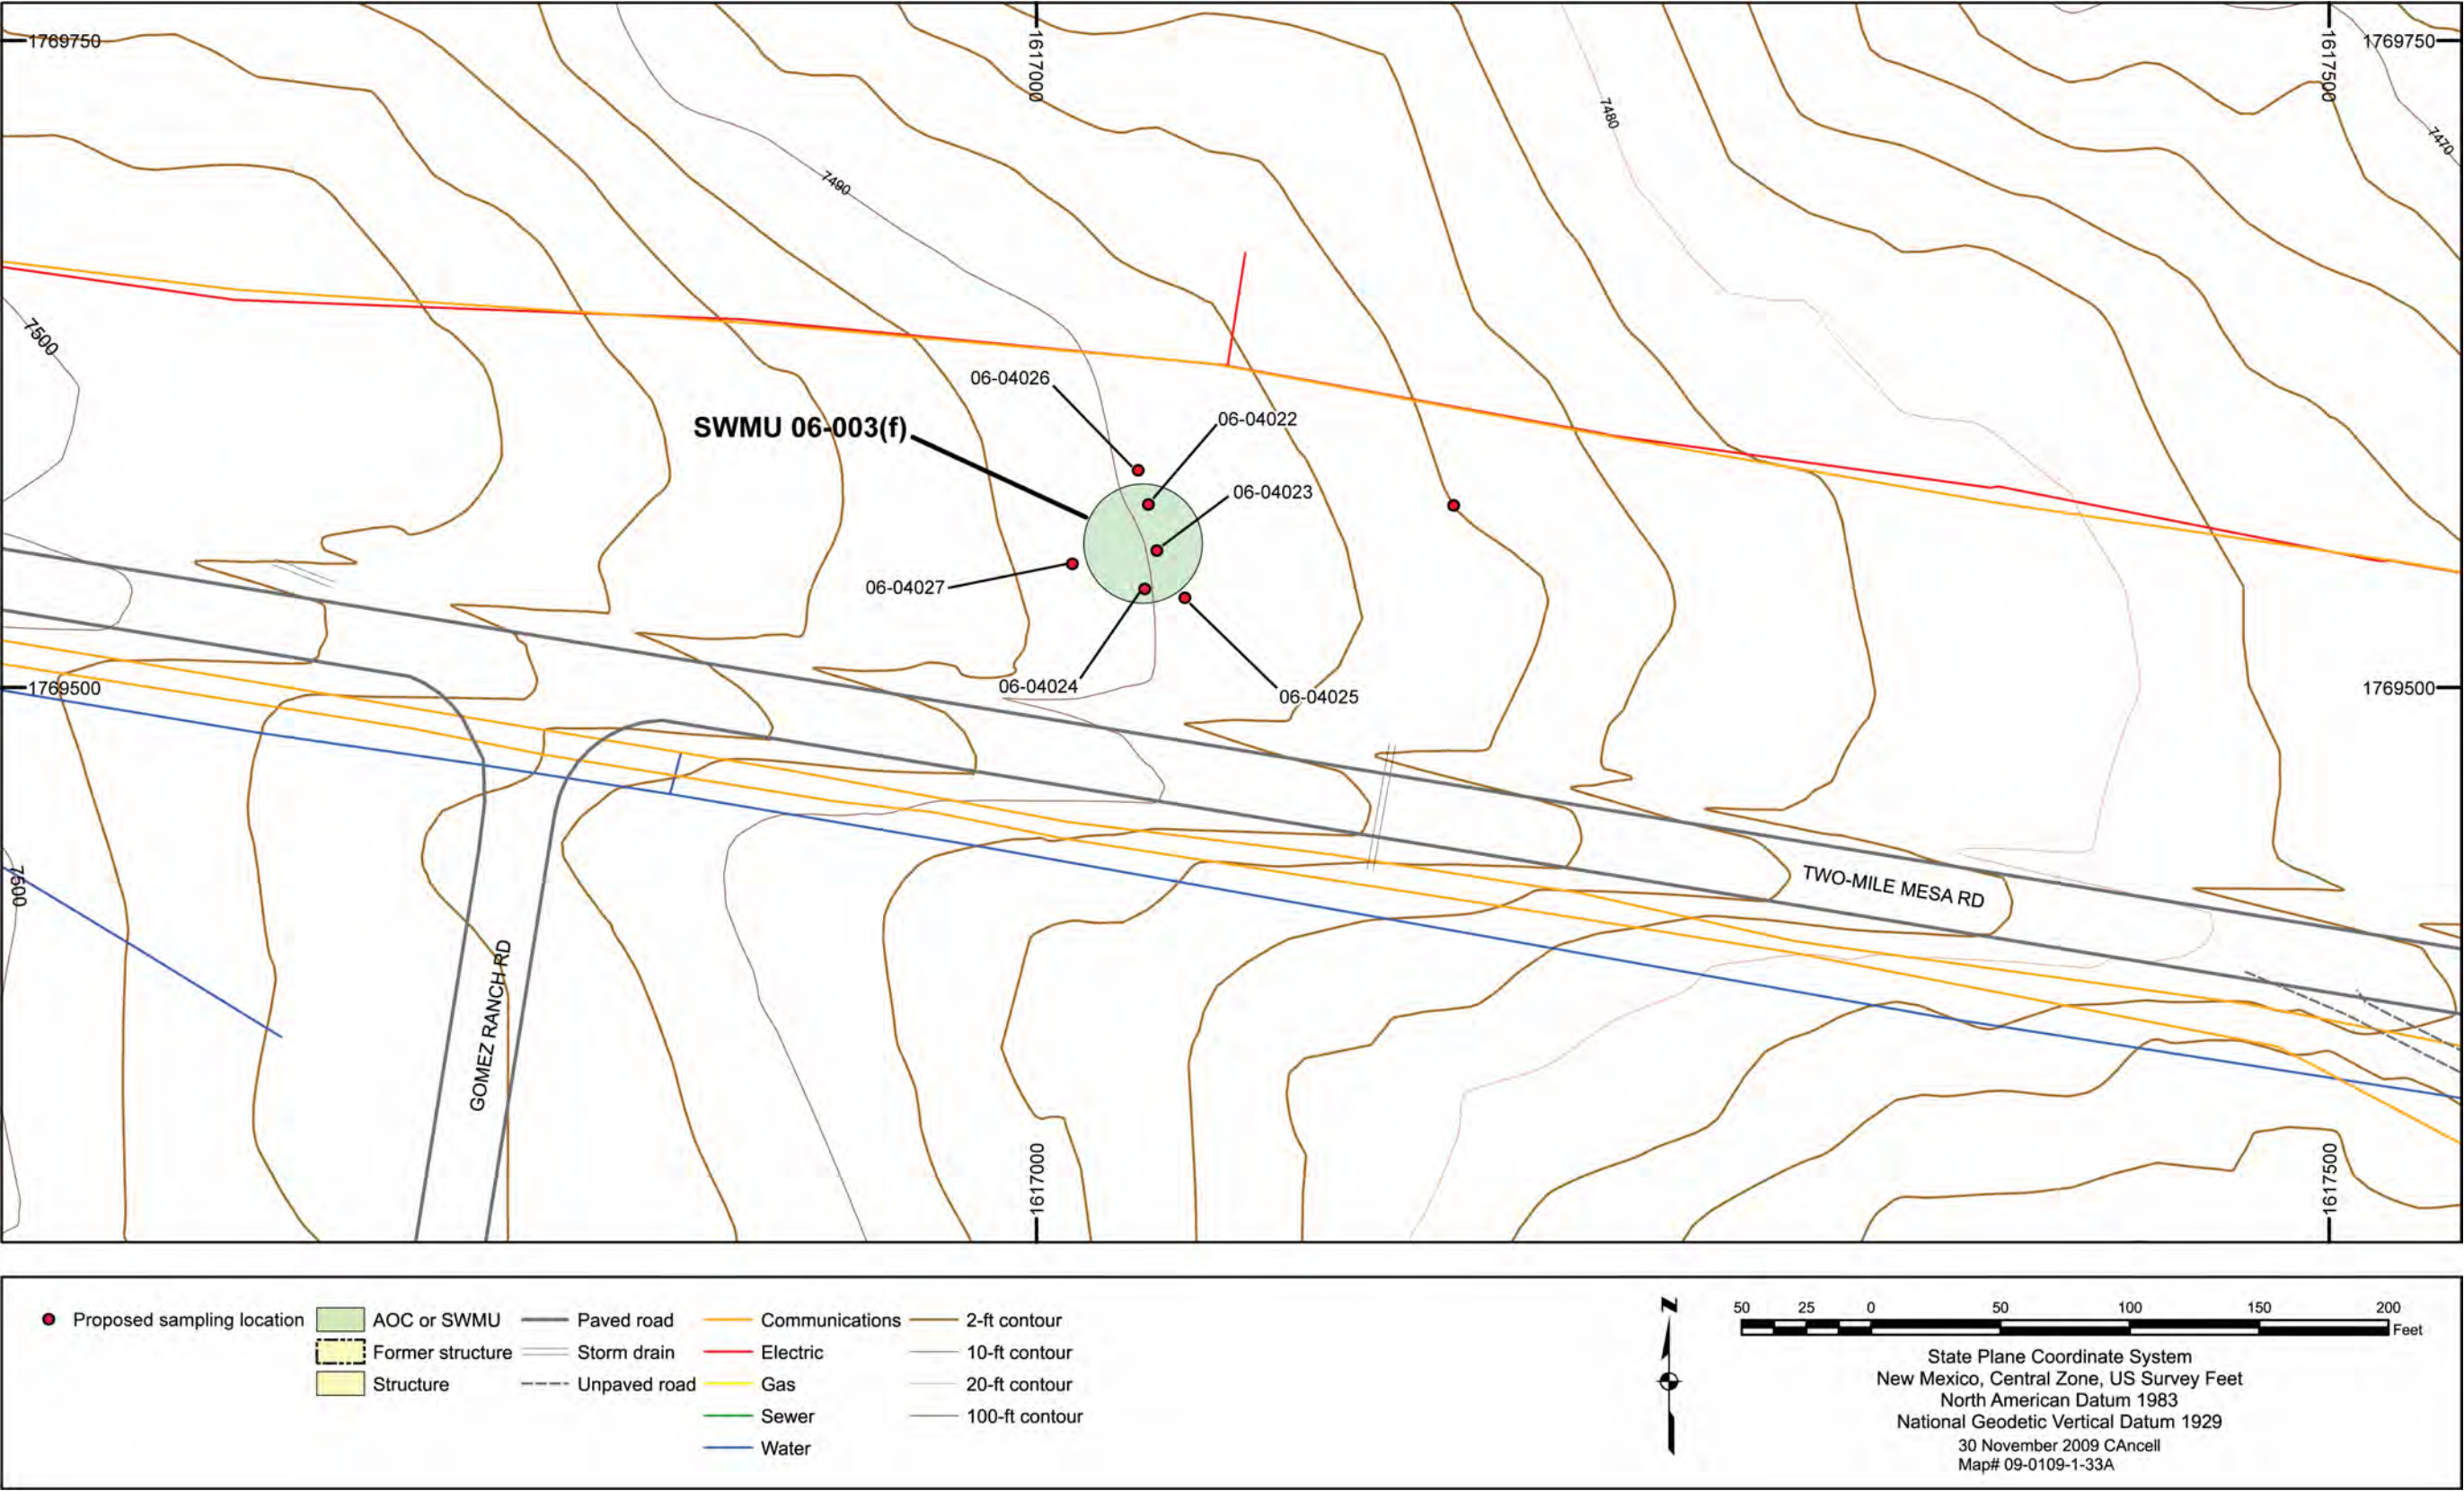 1769750
1617000
1617500
1769750
7480
7470
7490
7500
06-04026
SWMU 06-003(f)
06-04022
06-04023
06-04027
06-04024
06-04025
1769500
1769500
7500
TWO-MILE MESA RD
GOMEZ RANCH RD
1617000
1617500
Proposed sampling location
AOC or SWMU
Former structure
Structure
Paved road
Storm drain
Unpaved road
Communications
Electric
Gas
Sewer
Water
2-ft contour
10-ft contour
20-ft contour
100-ft contour
N
50 25 0 50 100 150 200
Feet
State Plane Coordinate System
New Mexico, Central Zone, US Survey Feet
North American Datum 1983
National Geodetic Vertical Datum 1929
30 November 2009 CAncell
Map# 09-0109-1-33A